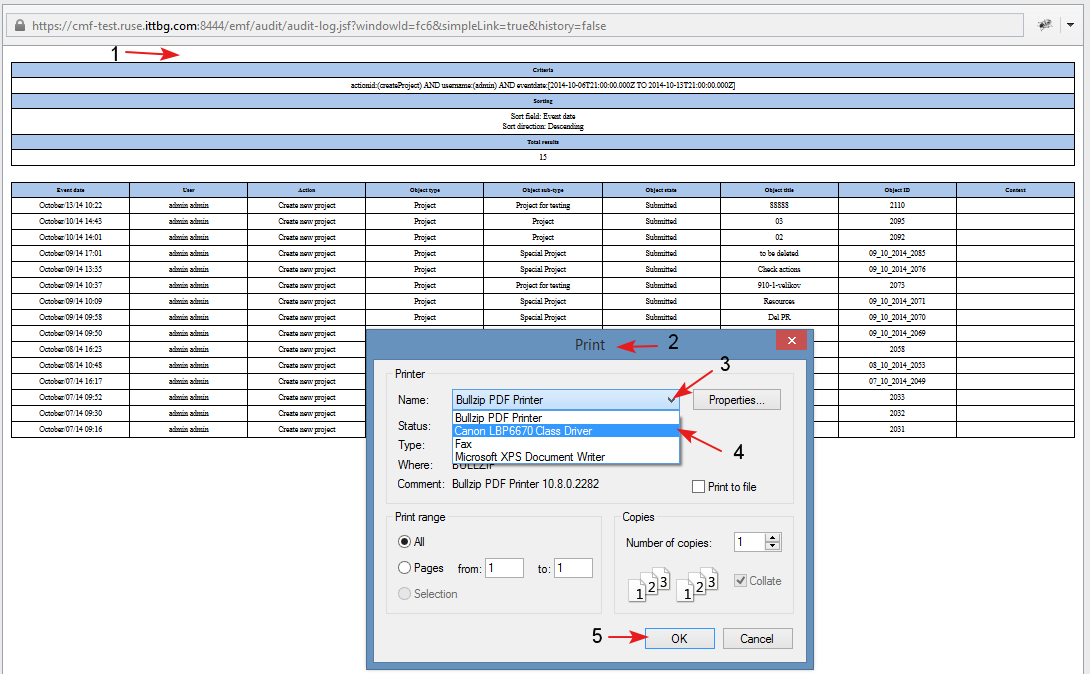 https://cmf-test.ruse.ittbg.com:8444/emf/audit/audit-log.jsf?windowId=fc6&simpleLink=true&history=false
1
Criteria
actionid:(createProject) AND username:(admin) AND eventdate:[2014-10-06T21:00:00.000Z TO 2014-10-13T21:00:00.000Z]
Sorting
Sort field: Event date
Sort direction: Descending
Total results
15
Event date User Action Object type Object sub-type Object state Object title Object ID Context
October/13/14 10:22 admin admin Create new project Project Project for testing Submitted 88888 2110
October/10/14 14:43 admin admin Create new project Project Project Submitted 03 2095
October/10/14 14:01 admin admin Create new project Project Project Submitted 02 2092
October/09/14 17:01 admin admin Create new project Project Special Project Submitted to be deleted 09_10_2014_2085
October/09/14 13:35 admin admin Create new project Project Special Project Submitted Check actions 09_10_2014_2076
October/09/14 10:37 admin admin Create new project Project Project for testing Submitted 910-1-velikov 2073
October/09/14 10:09 admin admin Create new project Project Special Project Submitted Resources 09_10_2014_2071
October/09/14 09:58 admin admin Create new project Project Special Project Submitted Del PR 09_10_2014_2070
October/09/14 09:50 admin admin Create new project 09_10_2014_2069
October/08/14 16:23 admin admin Create new project 2058
October/08/14 10:48 admin admin Create new project 08_10_2014_2053
October/07/14 16:17 admin admin Create new project 07_10_2014_2049
October/07/14 09:52 admin admin Create new project 2033
October/07/14 09:30 admin admin Create new project 2032
October/07/14 09:16 admin admin Create new project 2031
Print 2
Printer 3
Name: Bullzip PDF Printer Properties...
Bullzip PDF Printer
Status: Canon LBP6670 Class Driver
Type: Fax 4
Microsoft XPS Document Writer
Where: BULLZIP
Comment: Bullzip PDF Printer 10.8.0.2282 Print to file
Print range Copies
All Number of copies: 1
Pages from: 1 to: 1
1 2 3 1 2 3 Collate
Selection
5 OK Cancel